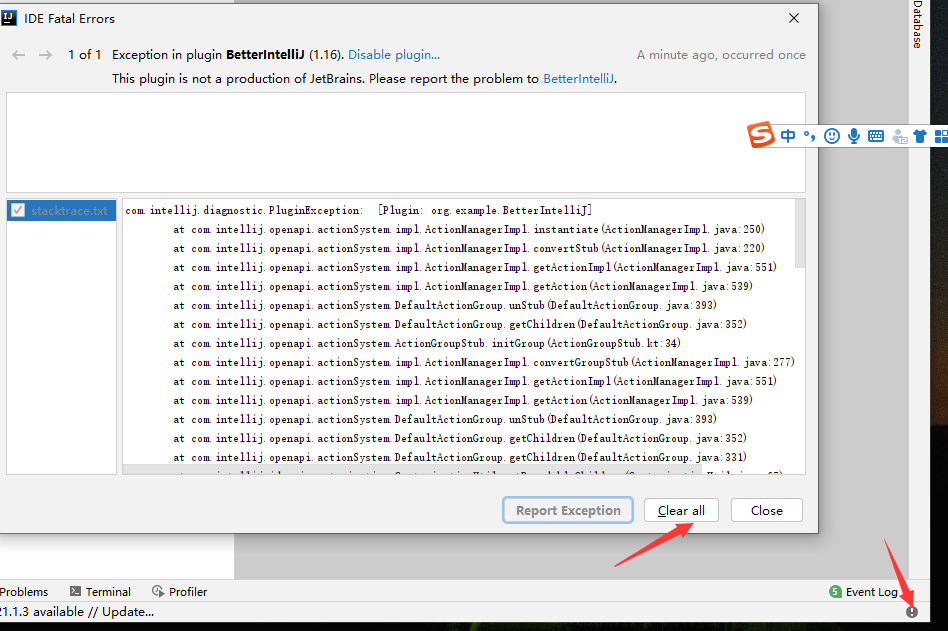 IDE Fatal Errors
1 of 1 Exception in plugin BetterIntelliJ (1.16). Disable plugin... A minute ago, occurred once
This plugin is not a production of JetBrains. Please report the problem to BetterIntelliJ.
Database
中
stacktrace.txt
com.intellij.diagnostic.PluginException: [Plugin: org.example.BetterIntelliJ]
at com.intellij.openapi.actionSystem.impl.ActionManagerImpl.instantiate(ActionManagerImpl.java:250)
at com.intellij.openapi.actionSystem.impl.ActionManagerImpl.convertStub(ActionManagerImpl.java:220)
at com.intellij.openapi.actionSystem.impl.ActionManagerImpl.getActionImpl(ActionManagerImpl.java:551)
at com.intellij.openapi.actionSystem.impl.ActionManagerImpl.getAction(ActionManagerImpl.java:539)
at com.intellij.openapi.actionSystem.DefaultActionGroup.unStub(DefaultActionGroup.java:393)
at com.intellij.openapi.actionSystem.DefaultActionGroup.getChildren(DefaultActionGroup.java:352)
at com.intellij.openapi.actionSystem.ActionGroupStub.initGroup(ActionGroupStub.kt:34)
at com.intellij.openapi.actionSystem.impl.ActionManagerImpl.convertGroupStub(ActionManagerImpl.java:277)
at com.intellij.openapi.actionSystem.impl.ActionManagerImpl.getActionImpl(ActionManagerImpl.java:551)
at com.intellij.openapi.actionSystem.impl.ActionManagerImpl.getAction(ActionManagerImpl.java:539)
at com.intellij.openapi.actionSystem.DefaultActionGroup.unStub(DefaultActionGroup.java:393)
at com.intellij.openapi.actionSystem.DefaultActionGroup.getChildren(DefaultActionGroup.java:352)
at com.intellij.openapi.actionSystem.DefaultActionGroup.getChildren(DefaultActionGroup.java:331)
Report Exception Clear all Close
Problems Terminal Profiler 5 Event Log
21.1.3 available // Update...